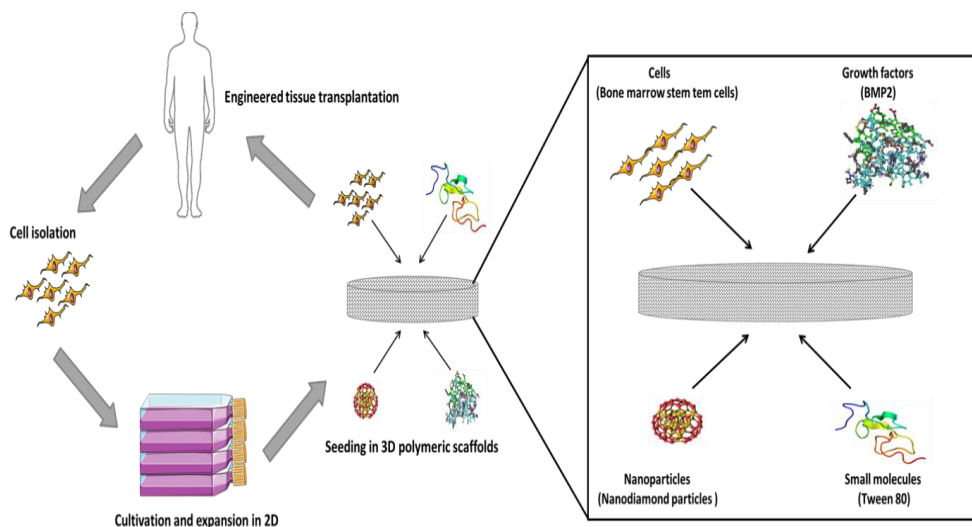 Engineered tissue transplantation
Cell isolation
Cultivation and expansion in 2D
Seeding in 3D polymeric scaffolds
Cells
(Bone marrow stem tem cells)
Growth factors
(BMP2)
Nanoparticles
(Nanodiamond particles )
Small molecules
(Tween 80)